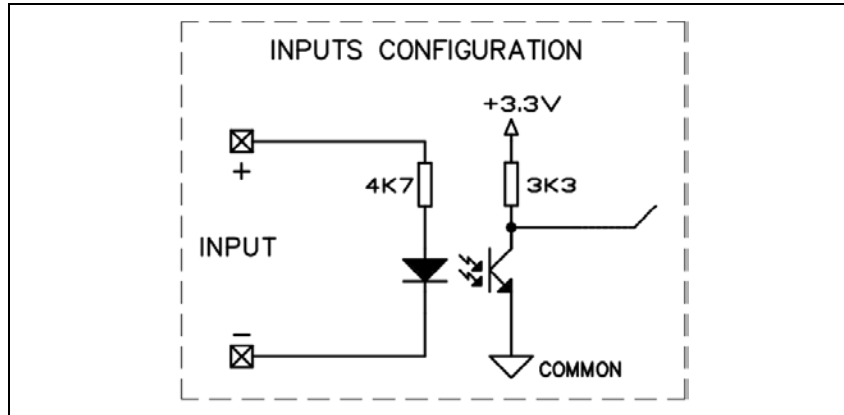 INPUTS CONFIGURATION
+3.3V
+
4K7
3K3
INPUT
−
COMMON